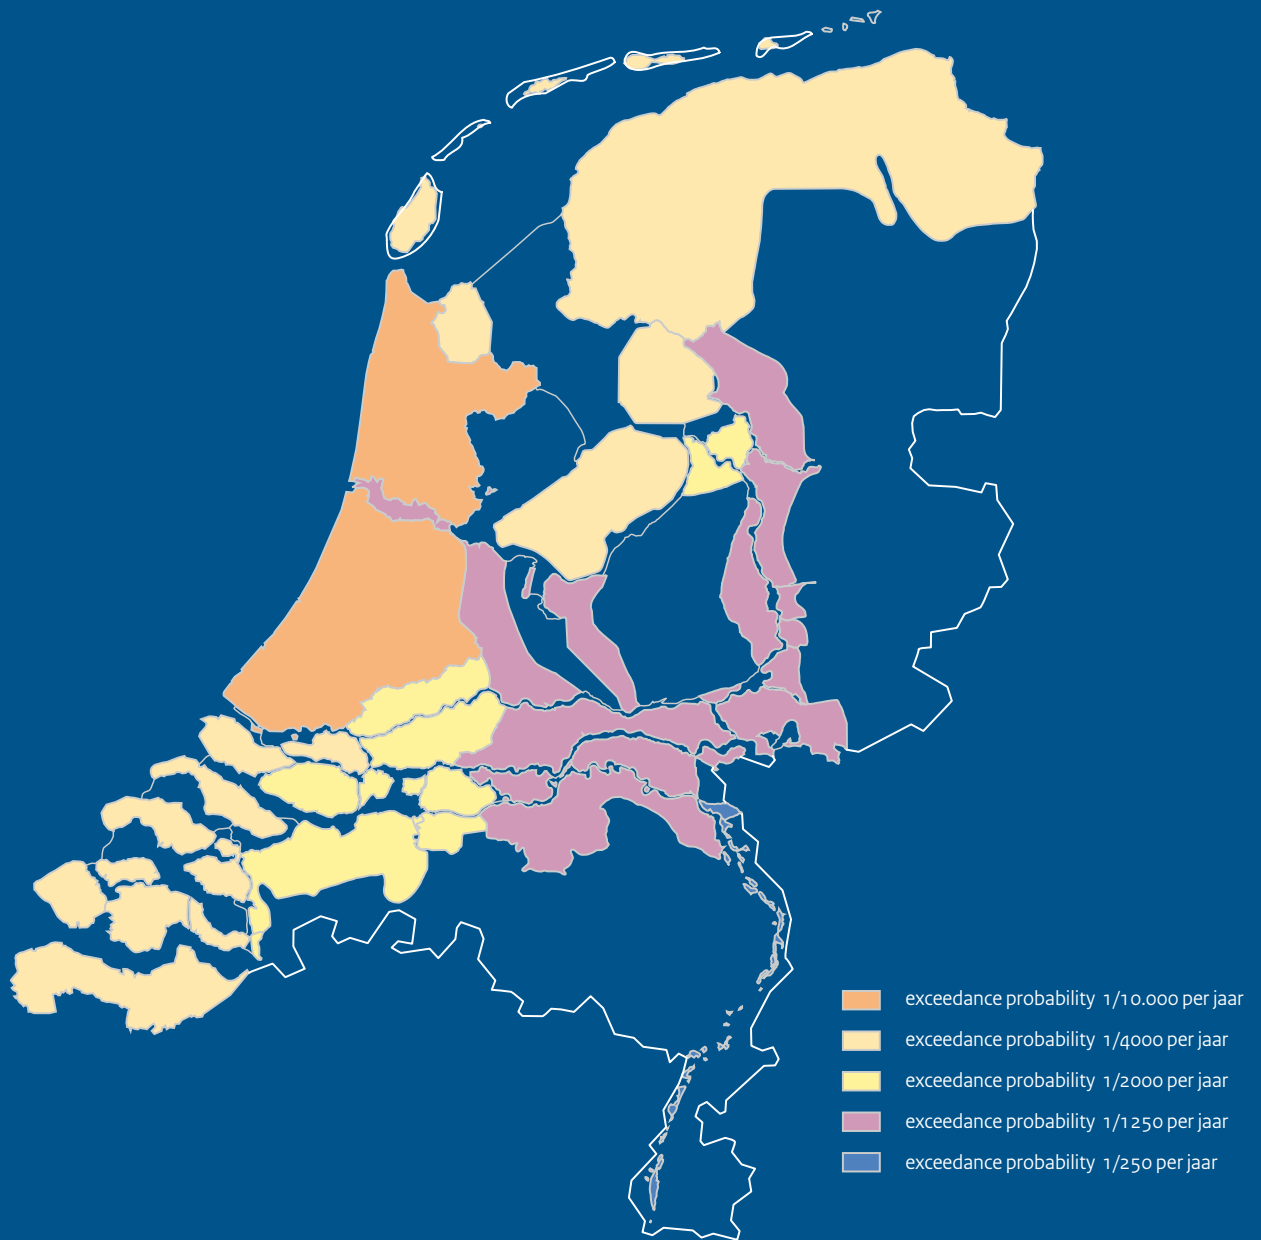 exceedance probability 1/10.000 per jaar
exceedance probability 1/4000 per jaar
exceedance probability 1/2000 per jaar
exceedance probability 1/1250 per jaar
exceedance probability 1/250 per jaar